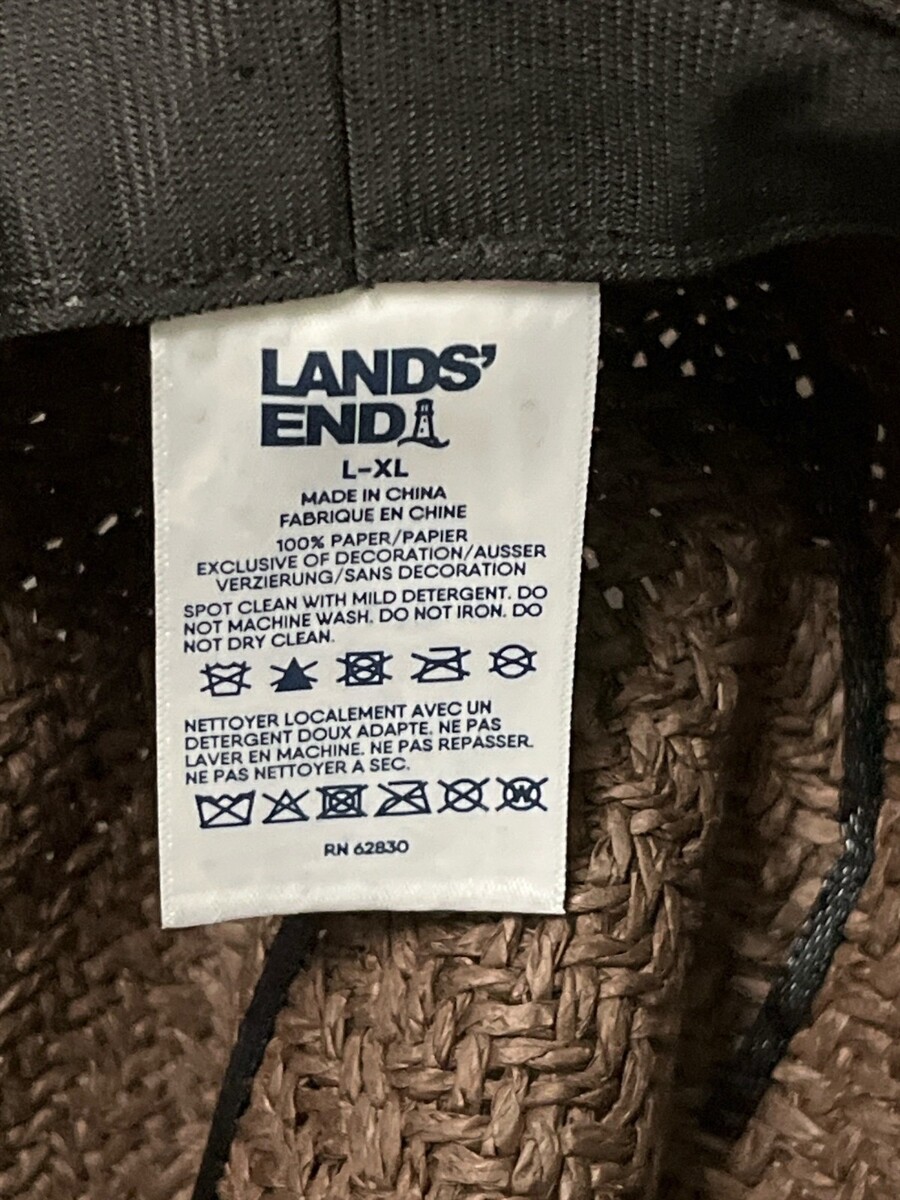 LANDS'
END
L-XL
MADE IN CHINA
FABRIQUE EN CHINE
100% PAPER/PAPIER
EXCLUSIVE OF DECORATION/AUSSER
VERZIERUNG/SANS DECORATION
SPOT CLEAN WITH MILD DETERGENT. DO
NOT MACHINE WASH. DO NOT IRON. DO
NOT DRY CLEAN.
NETTOYER LOCALEMENT AVEC UN
DETERGENT DOUX ADAPTE. NE PAS
LAVER EN MACHINE. NE PAS REPASSER.
NE PAS NETTOYER A SEC.
W
RN 62830